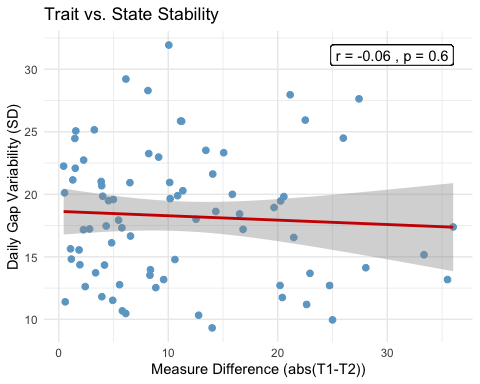 Trait vs. State Stability
r = -0.06 , p = 0.6
Daily Gap Variability (SD)
30
25
20
15
10
0
10
20
30
Measure Difference (abs(T1-T2))